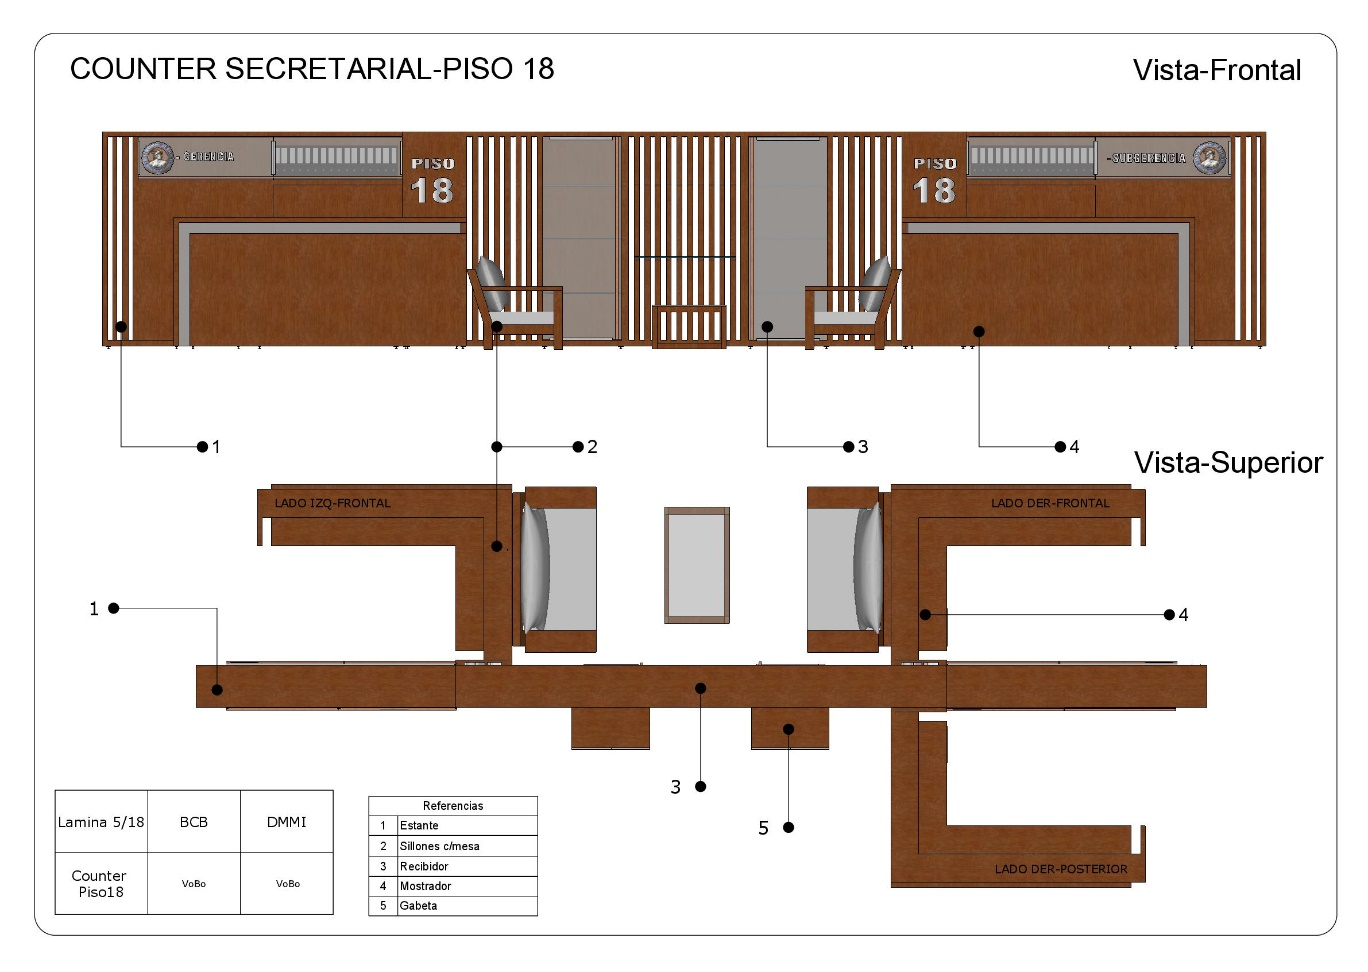 COUNTER SECRETARIAL-PISO 18
Vista-Frontal
- GERENCIA
PISO
18
PISO
18
-SUBGERENCIA
1
2
3
4
Vista-Superior
LADO IZQ-FRONTAL
LADO DER-FRONTAL
1
4
3
5
LADO DER-POSTERIOR
Lamina 5/18
BCB
DMMI
Counter
Piso18
VoBo
VoBo
Referencias
1 Estante
2 Sillones c/mesa
3 Recibidor
4 Mostrador
5 Gabeta